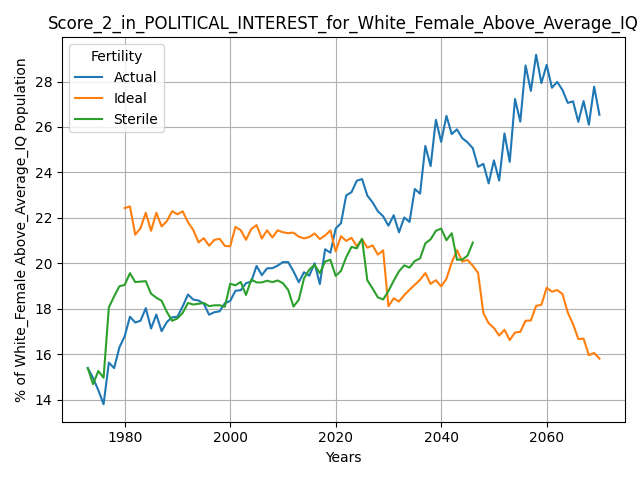 Score_2_in_POLITICAL_INTEREST_for_White_Female_Above_Average_IQ
% of White_Female Above_Average_IQ Population
Fertility
Actual
Ideal
Sterile
28
26
24
22
20
18
16
14
1980
2000
2020
2040
2060
Years